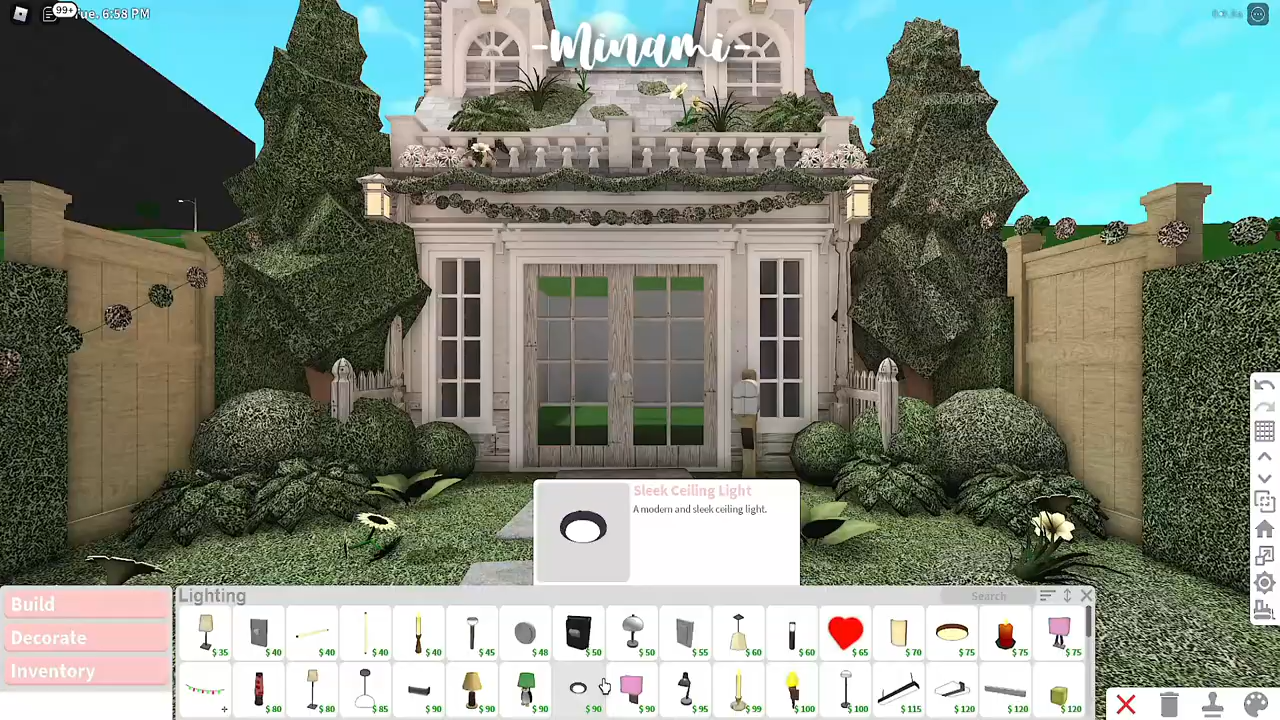 99+
Tue. 6:58 PM
-Minami-
Sleek Ceiling Light
A modern and sleek ceiling light.
Build
Decorate
Inventory
Lighting
Search
$35 $40 $40 $40 $40 $45 $48 $50 $50 $55 $60 $60 $65 $70 $75 $75 $75
+ $80 $80 $85 $90 $90 $90 $90 $90 $95 $99 $100 $100 $115 $120 $120 $120